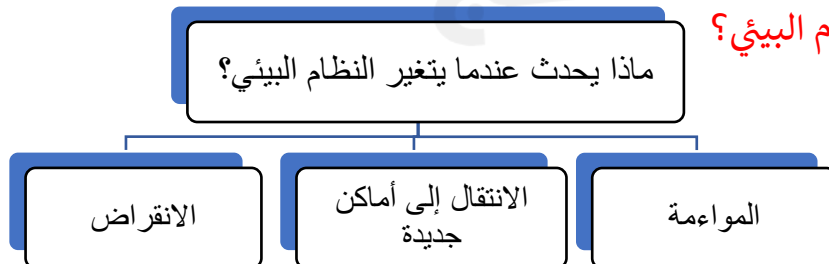 م البيئي؟
ماذا يحدث عندما يتغير النظام البيئي؟
المواءمة
الانتقال إلى أماكن
جديدة
الانقراض